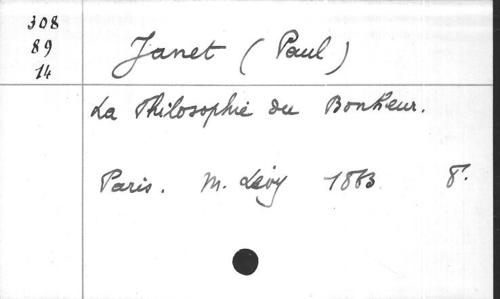 308
89
14
Janet (Paul)
La Philosophie du Bonheur.
Paris. M. Lévy 1863 8°.